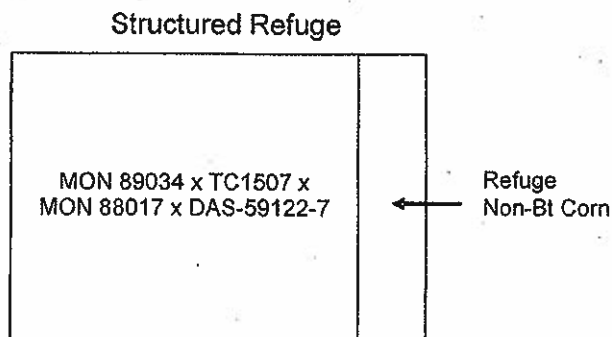 Structured Refuge
MON 89034 x TC1507 x
MON 88017 x DAS-59122-7
Refuge
Non-Bt Corn